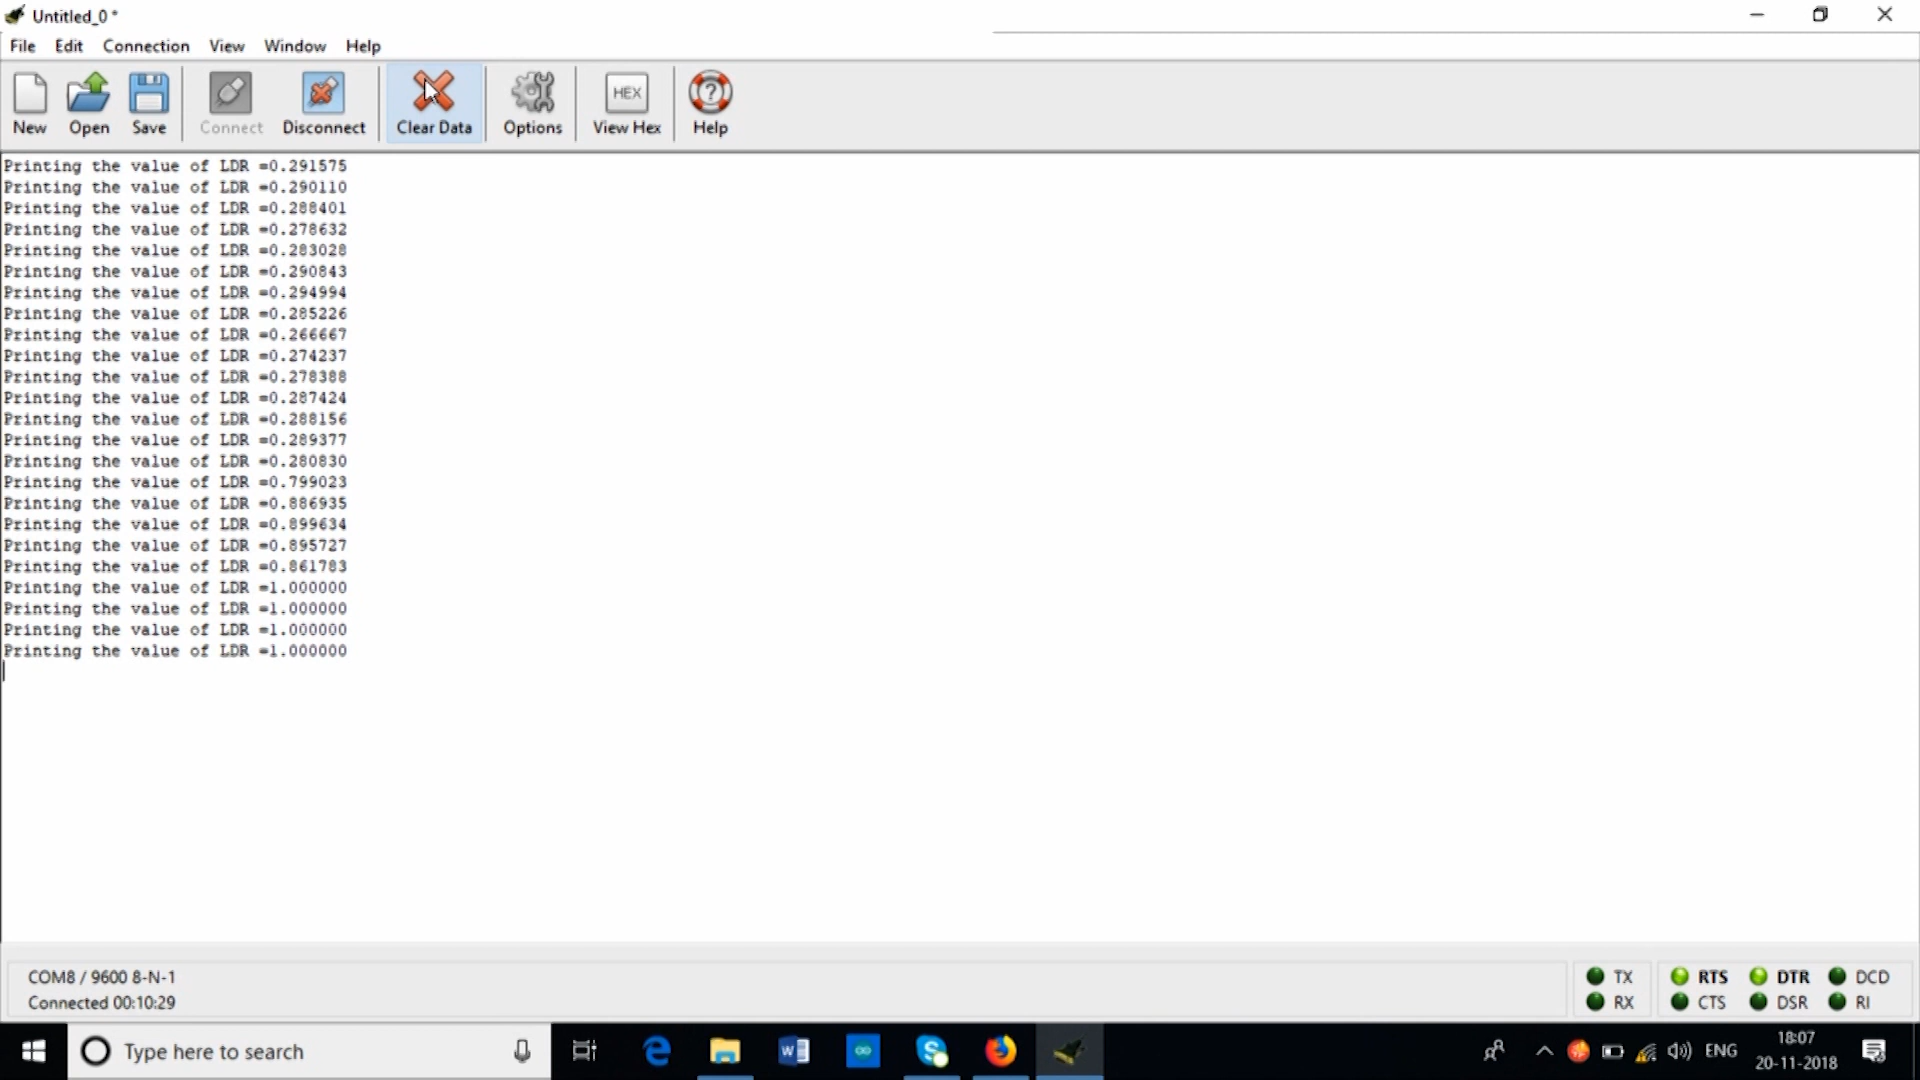 Untitled_0 *
File Edit Connection View Window Help
New Open Save Connect Disconnect Clear Data Options HEX View Hex ? Help
Printing the value of LDR =0.291575
Printing the value of LDR =0.290110
Printing the value of LDR =0.288401
Printing the value of LDR =0.278632
Printing the value of LDR =0.283028
Printing the value of LDR =0.290843
Printing the value of LDR =0.294994
Printing the value of LDR =0.285226
Printing the value of LDR =0.266667
Printing the value of LDR =0.274237
Printing the value of LDR =0.278388
Printing the value of LDR =0.287424
Printing the value of LDR =0.288156
Printing the value of LDR =0.289377
Printing the value of LDR =0.280830
Printing the value of LDR =0.799023
Printing the value of LDR =0.886935
Printing the value of LDR =0.899634
Printing the value of LDR =0.895727
Printing the value of LDR =0.861783
Printing the value of LDR =1.000000
Printing the value of LDR =1.000000
Printing the value of LDR =1.000000
Printing the value of LDR =1.000000
COM8 / 9600 8-N-1
Connected 00:10:29
TX RTS DTR DCD
RX CTS DSR RI
Type here to search
ENG
18:07
20-11-2018